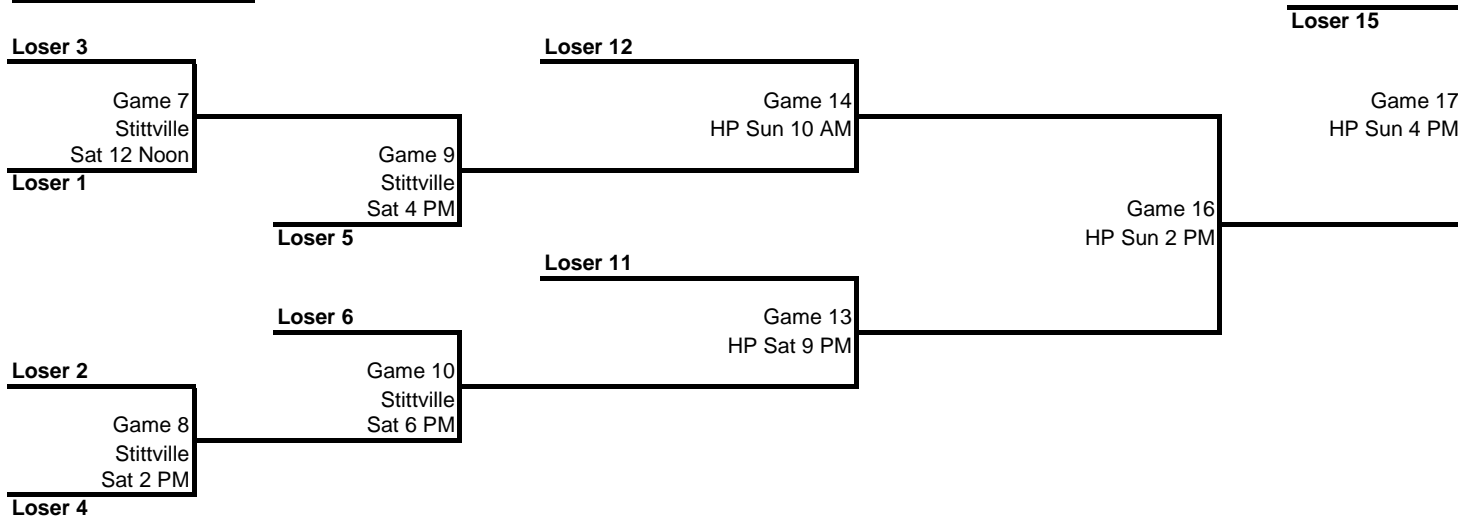 Loser 15
Loser 3
Loser 12
Game 7
Stittville
Sat 12 Noon
Game 14
HP Sun 10 AM
Game 17
HP Sun 4 PM
Loser 1
Game 9
Stittville
Sat 4 PM
Loser 5
Game 16
HP Sun 2 PM
Loser 11
Loser 6
Game 13
HP Sat 9 PM
Loser 2
Game 10
Stittville
Sat 6 PM
Game 8
Stittville
Sat 2 PM
Loser 4